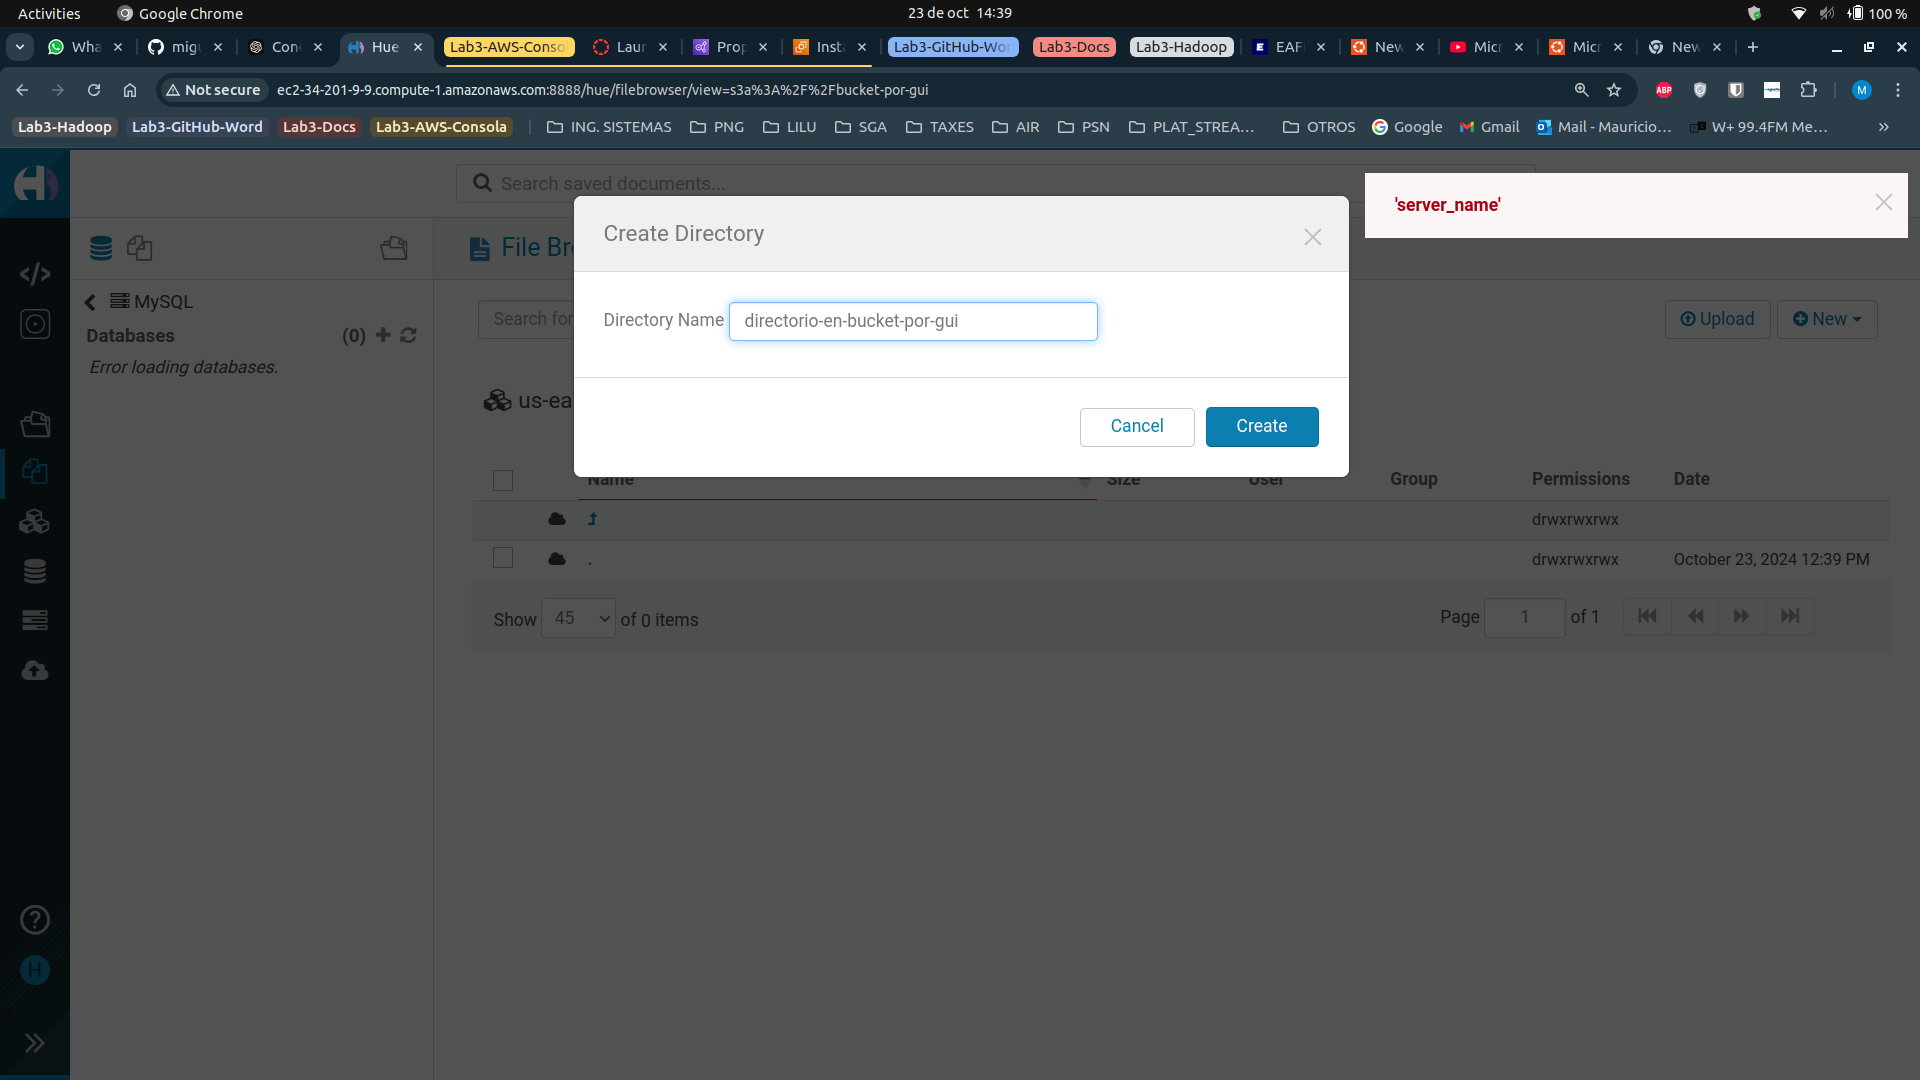 Activities
Google Chrome
23 de oct 14:39
100 %
Wha
migu
Con
Hue
Lab3-AWS-Conso
Laun
Prop
Insta
Lab3-GitHub-Wo
Lab3-Docs
Lab3-Hadoop
EAF
New
Micr
Micr
New
Not secure
ec2-34-201-9-9.compute-1.amazonaws.com:8888/hue/filebrowser/view=s3a%3A%2F%2Fbucket-por-gui
ABP
M
Lab3-Hadoop
Lab3-GitHub-Word
Lab3-Docs
Lab3-AWS-Consola
ING. SISTEMAS
PNG
LILU
SGA
TAXES
AIR
PSN
PLAT_STREA...
OTROS
Google
Gmail
Mail - Mauricio...
W+ 99.4FM Me...
Search saved documents...
'server_name'
Create Directory
File Br
MySQL
Databases (0)
Error loading databases.
Search for
Directory Name directorio-en-bucket-por-gui
Upload
New
us-ea
Cancel
Create
Name
Size
User
Group
Permissions
Date
drwxrwxrwx
.
drwxrwxrwx
October 23, 2024 12:39 PM
Show 45 of 0 items
Page 1 of 1
H